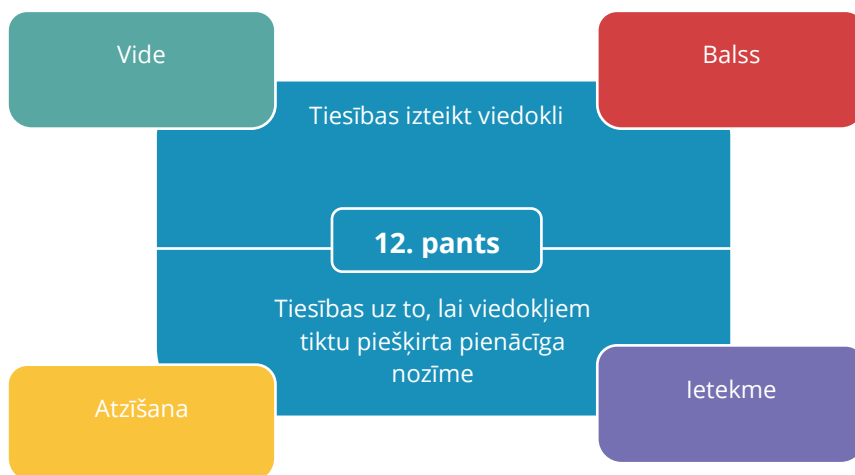 Vide
Balss
Tiesības izteikt viedokli
12. pants
Tiesības uz to, lai viedokļiem
tiktu piešķirta pienācīga
nozīme
Atzīšana
Ietekme